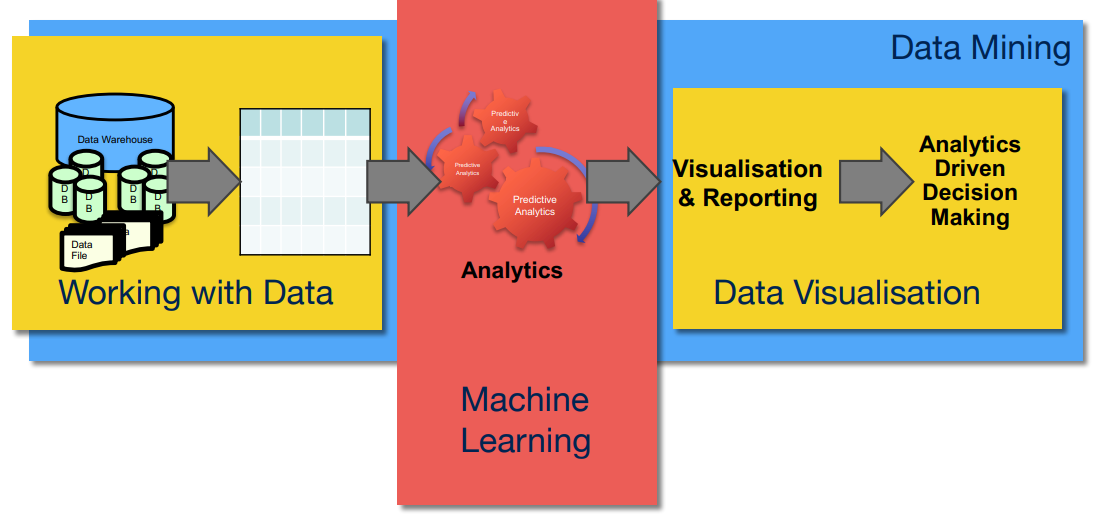 Data Mining
Data Warehouse
D
D
D
B
D
B
D
B
D
B
a
Data
File
Working with Data
Predictiv
e
Analytics
Predictive
Analytics
Predictive
Analytics
Analytics
Machine
Learning
Visualisation
& Reporting
Analytics
Driven
Decision
Making
Data Visualisation